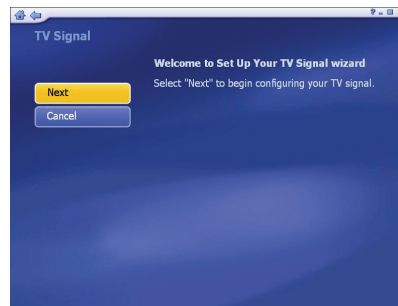 TV Signal
Welcome to Set Up Your TV Signal wizard
Select "Next" to begin configuring your TV signal.
Next
Cancel